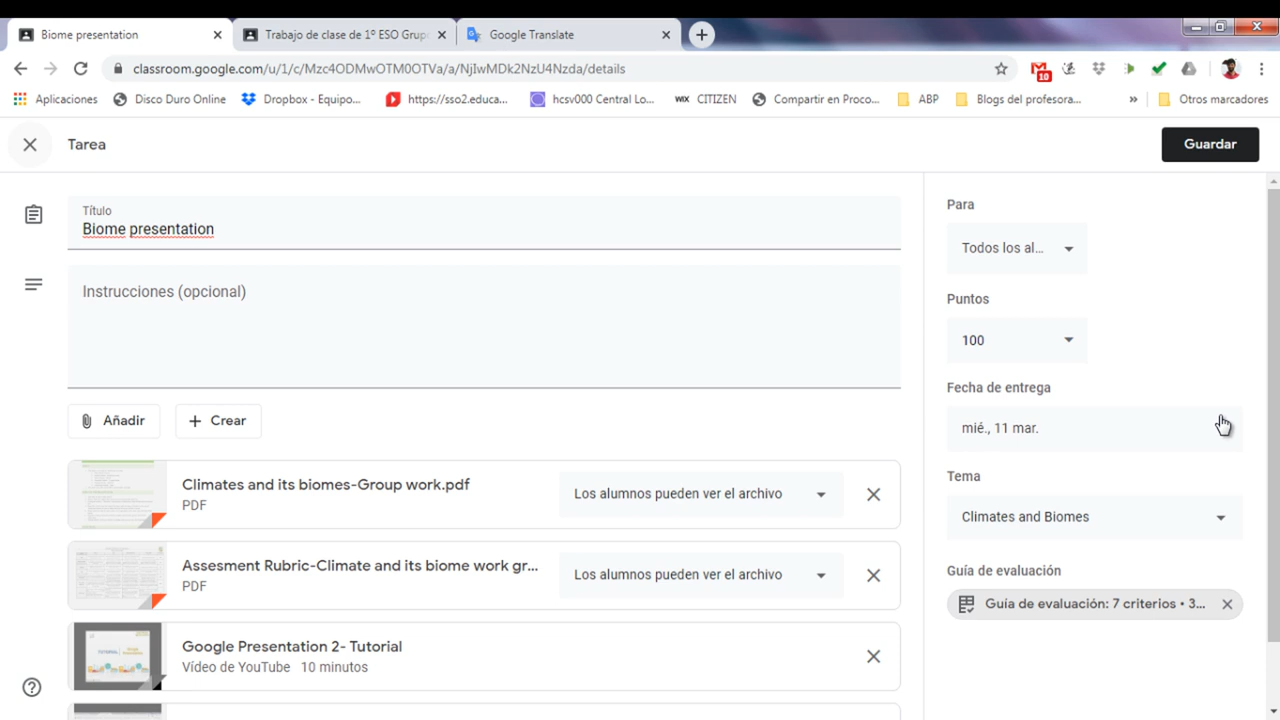 Biome presentation
Trabajo de clase de 1º ESO Grup
Google Translate
classroom.google.com/u/1/c/Mzc4ODMwOTM0OTVa/a/NjIwMDk2NzU4Nzda/details
10
Aplicaciones
Disco Duro Online
Dropbox - Equipo...
https://sso2.educa...
hcsv000 Central Lo...
WIX CITIZEN
Compartir en Proco...
ABP
Blogs del profesora...
»
Otros marcadores
Tarea
Guardar
Título
Biome presentation
Instrucciones (opcional)
Añadir
Crear
Climates and its biomes-Group work.pdf
PDF
Los alumnos pueden ver el archivo
Assesment Rubric-Climate and its biome work gr...
PDF
Los alumnos pueden ver el archivo
Google Presentation 2- Tutorial
Vídeo de YouTube 10 minutos
Para
Todos los al...
Puntos
100
Fecha de entrega
mié., 11 mar.
Tema
Climates and Biomes
Guía de evaluación
Guía de evaluación: 7 criterios • 3...